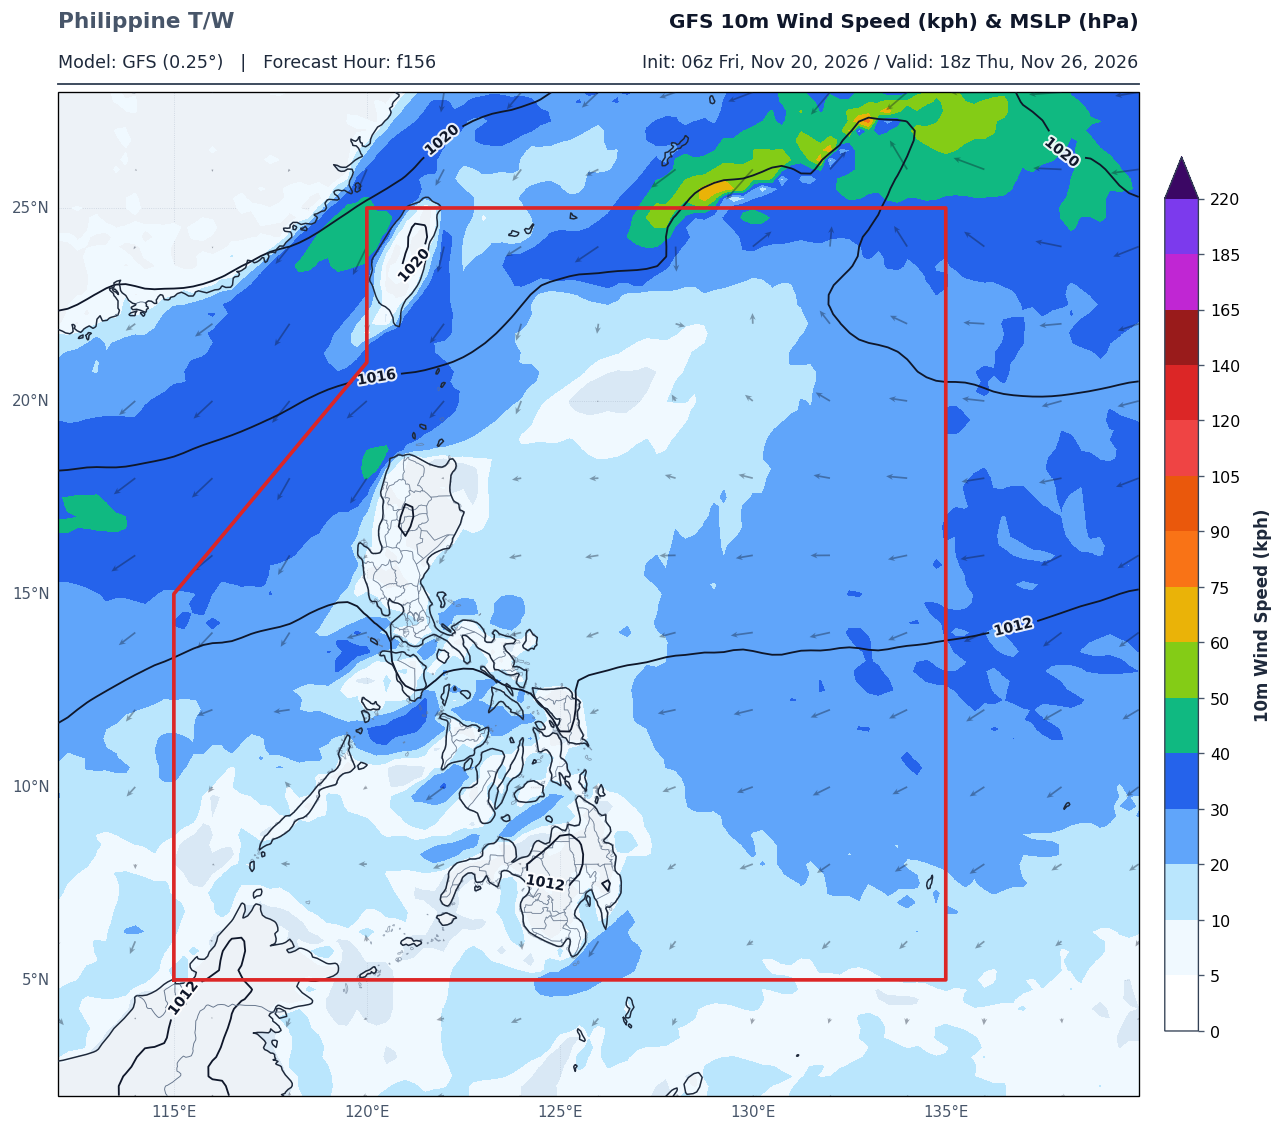 Philippine T/W
GFS 10m Wind Speed (kph) & MSLP (hPa)
Model: GFS (0.25°) | Forecast Hour: f156
Init: 06z Fri, Nov 20, 2026 / Valid: 18z Thu, Nov 26, 2026
1020
1020
1020
1016
1012
1012
1012
25°N
20°N
15°N
10°N
5°N
115°E
120°E
125°E
130°E
135°E
220
185
165
140
120
105
90
75
60
50
40
30
20
10
5
0
10m Wind Speed (kph)